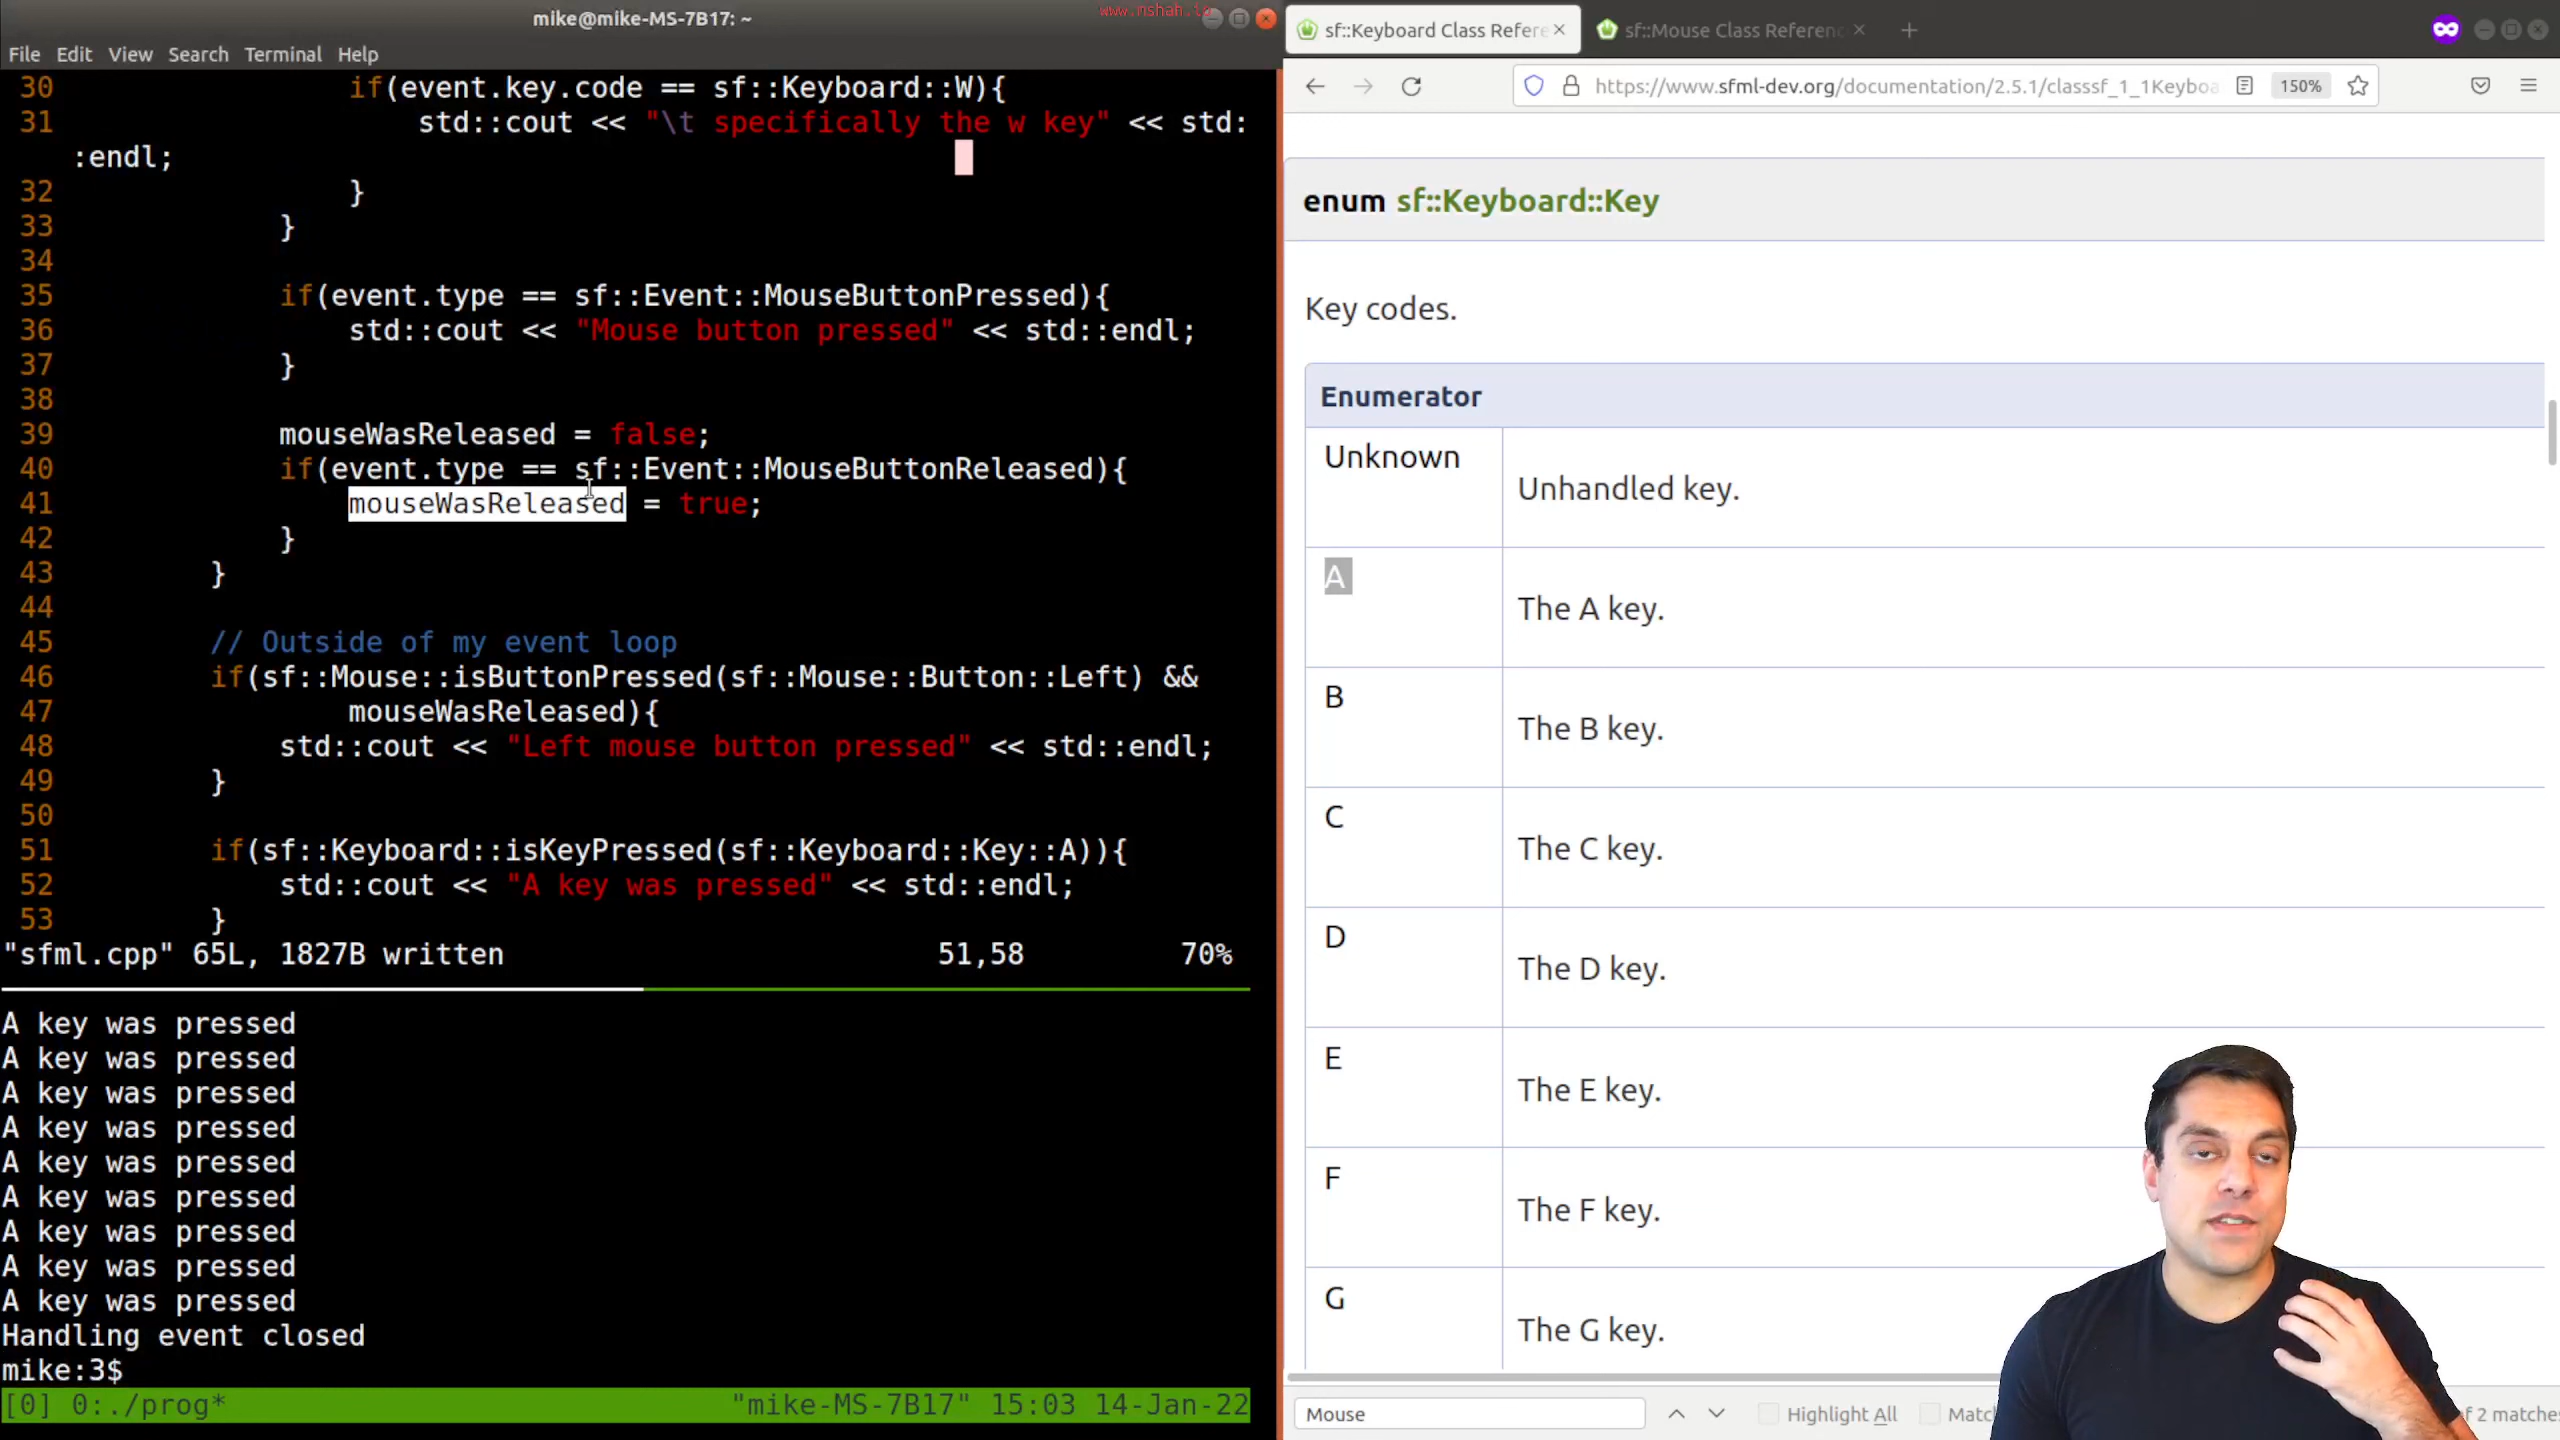 mike@mike-MS-7B17: ~
www.mshah.io
File Edit View Search Terminal Help
30 if(event.key.code == sf::Keyboard::W){
31 std::cout << "\t specifically the w key" << std:
:endl;
32 }
33 }
34
35 if(event.type == sf::Event::MouseButtonPressed){
36 std::cout << "Mouse button pressed" << std::endl;
37 }
38
39 mouseWasReleased = false;
40 if(event.type == sf::Event::MouseButtonReleased){
41 mouseWasReleased = true;
42 }
43 }
44
45 // Outside of my event loop
46 if(sf::Mouse::isButtonPressed(sf::Mouse::Button::Left) &&
47 mouseWasReleased){
48 std::cout << "Left mouse button pressed" << std::endl;
49 }
50
51 if(sf::Keyboard::isKeyPressed(sf::Keyboard::Key::A)){
52 std::cout << "A key was pressed" << std::endl;
53 }
"sfml.cpp" 65L, 1827B written 51,58 70%
A key was pressed
A key was pressed
A key was pressed
A key was pressed
A key was pressed
A key was pressed
A key was pressed
A key was pressed
A key was pressed
Handling event closed
mike:3$
[0] 0:./prog* "mike-MS-7B17" 15:03 14-Jan-22
sf::Keyboard Class Refere
sf::Mouse Class Referenc
https://www.sfml-dev.org/documentation/2.5.1/classsf_1_1Keyboa 150%
enum sf::Keyboard::Key
Key codes.
Enumerator
Unknown
Unhandled key.
A
The A key.
B
The B key.
C
The C key.
D
The D key.
E
The E key.
F
The F key.
G
The G key.
Mouse
Highlight All
Matc
of 2 matches